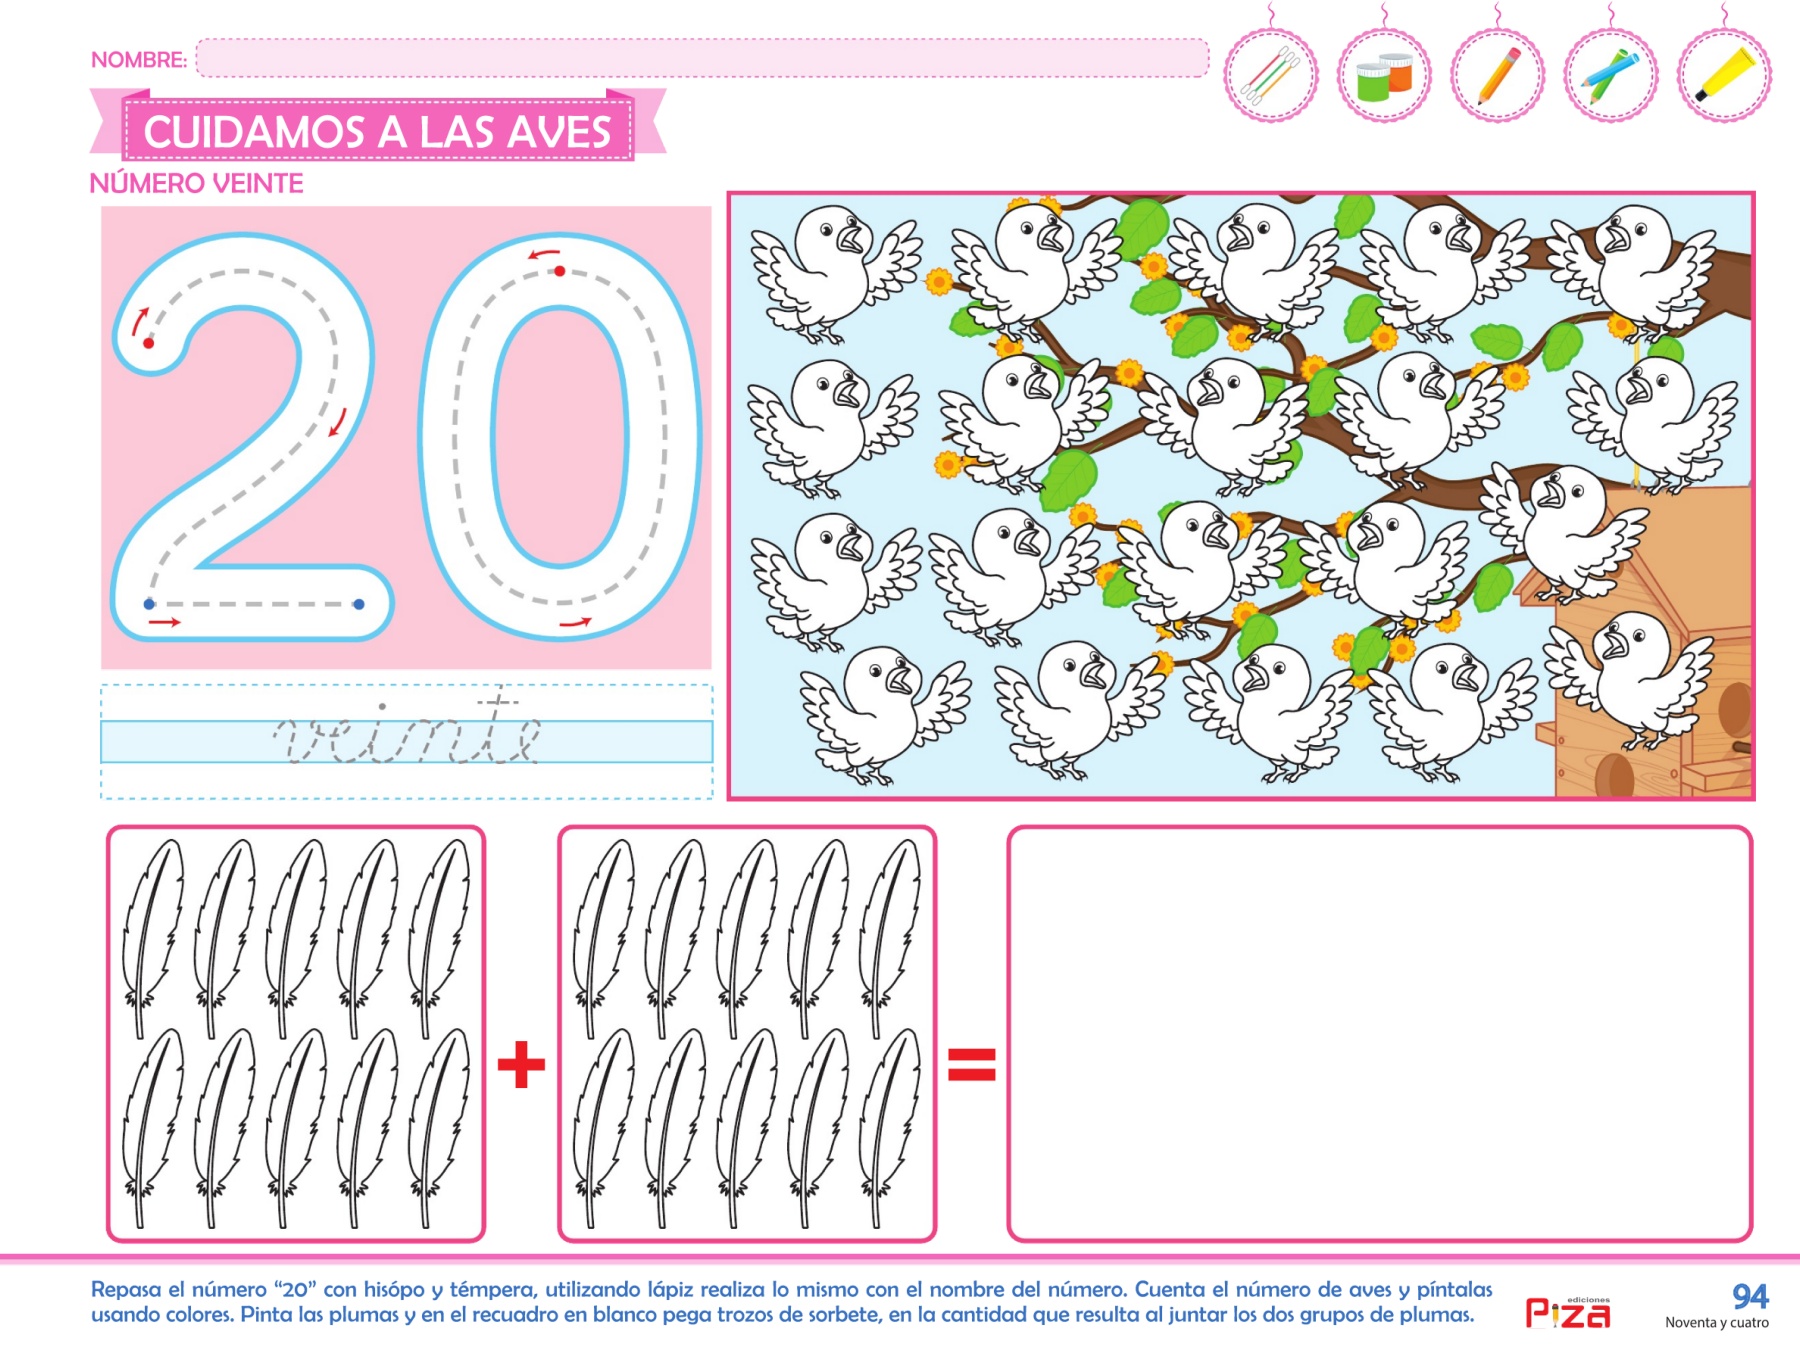 NOMBRE:
CUIDAMOS A LAS AVES
NÚMERO VEINTE
20
veinte
+
=
Repasa el número “20” con hisópo y témpera, utilizando lápiz realiza lo mismo con el nombre del número. Cuenta el número de aves y píntalas
usando colores. Pinta las plumas y en el recuadro en blanco pega trozos de sorbete, en la cantidad que resulta al juntar los dos grupos de plumas.
ediciones
Piza
94
Noventa y cuatro